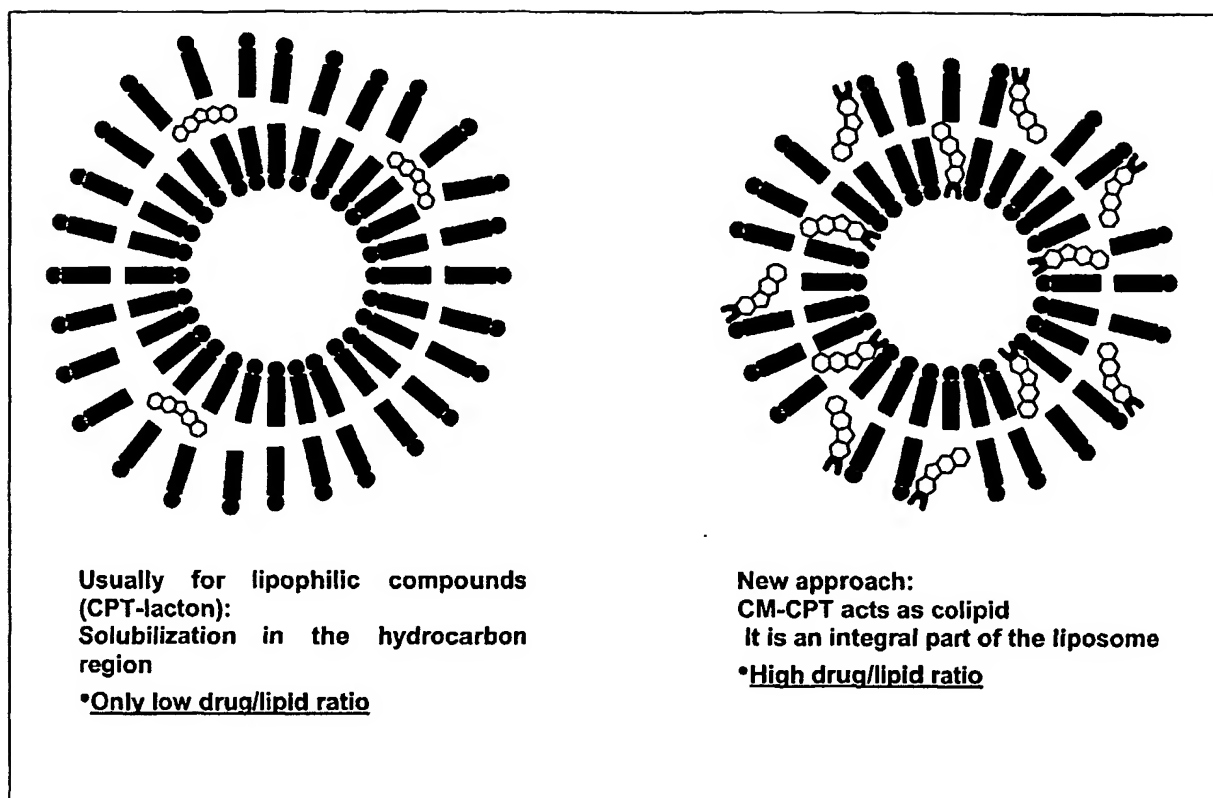 Usually for lipophilic compounds
(CPT-lacton):
Solubilization in the hydrocarbon
region
•Only low drug/lipid ratio
New approach:
CM-CPT acts as colipid
It is an integral part of the liposome
•High drug/lipid ratio